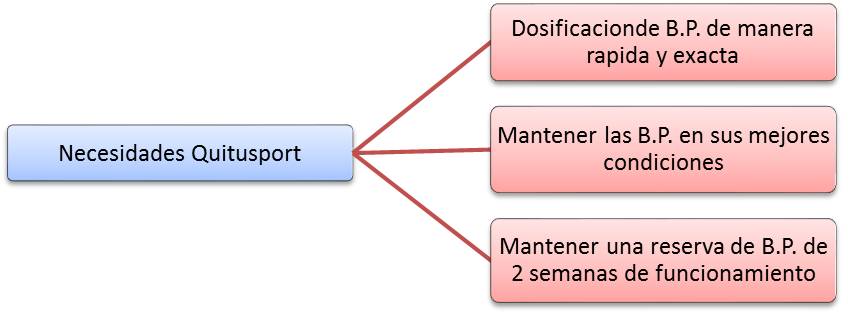 Necesidades Quitusport
Dosificacionde B.P. de manera
rapida y exacta
Mantener las B.P. en sus mejores
condiciones
Mantener una reserva de B.P. de
2 semanas de funcionamiento